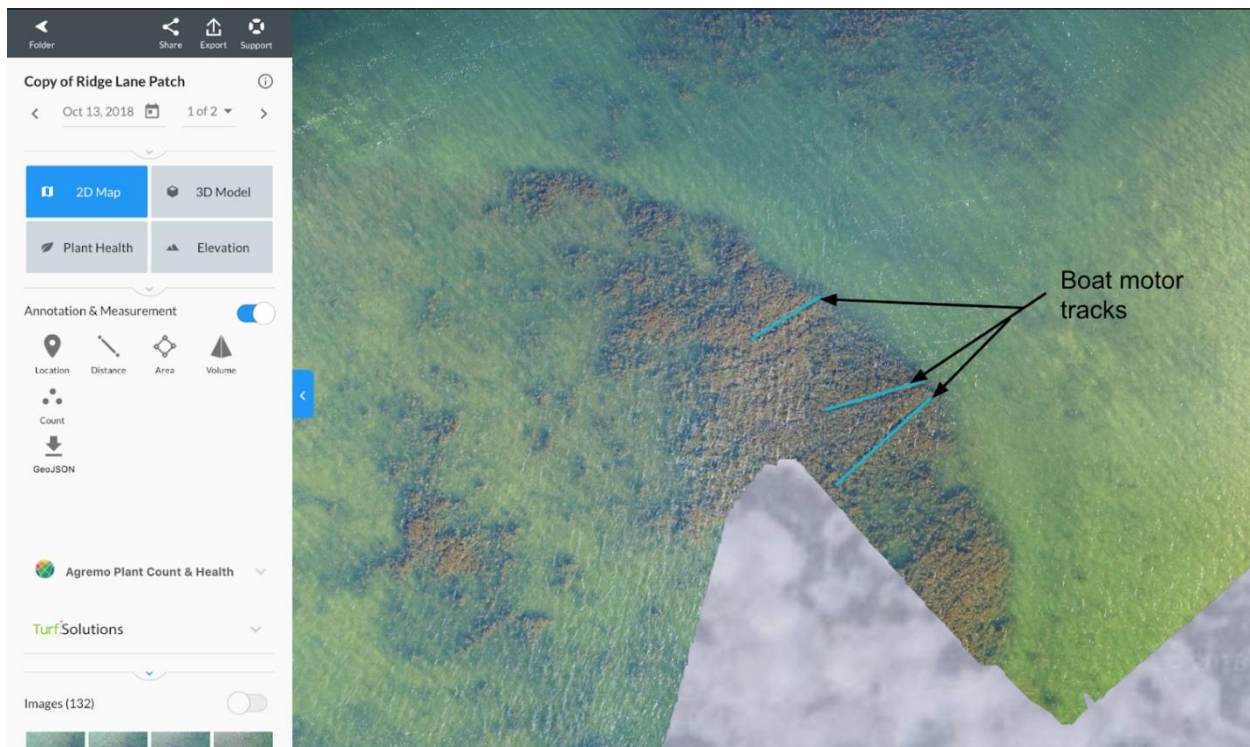 Folder
Share
Export
Support
Copy of Ridge Lane Patch
Oct 13, 2018
1 of 2
2D Map
3D Model
Plant Health
Elevation
Annotation & Measurement
Location
Distance
Area
Volume
Count
GeoJSON
Agremo Plant Count & Health
Turf Solutions
Images (132)
Boat motor
tracks